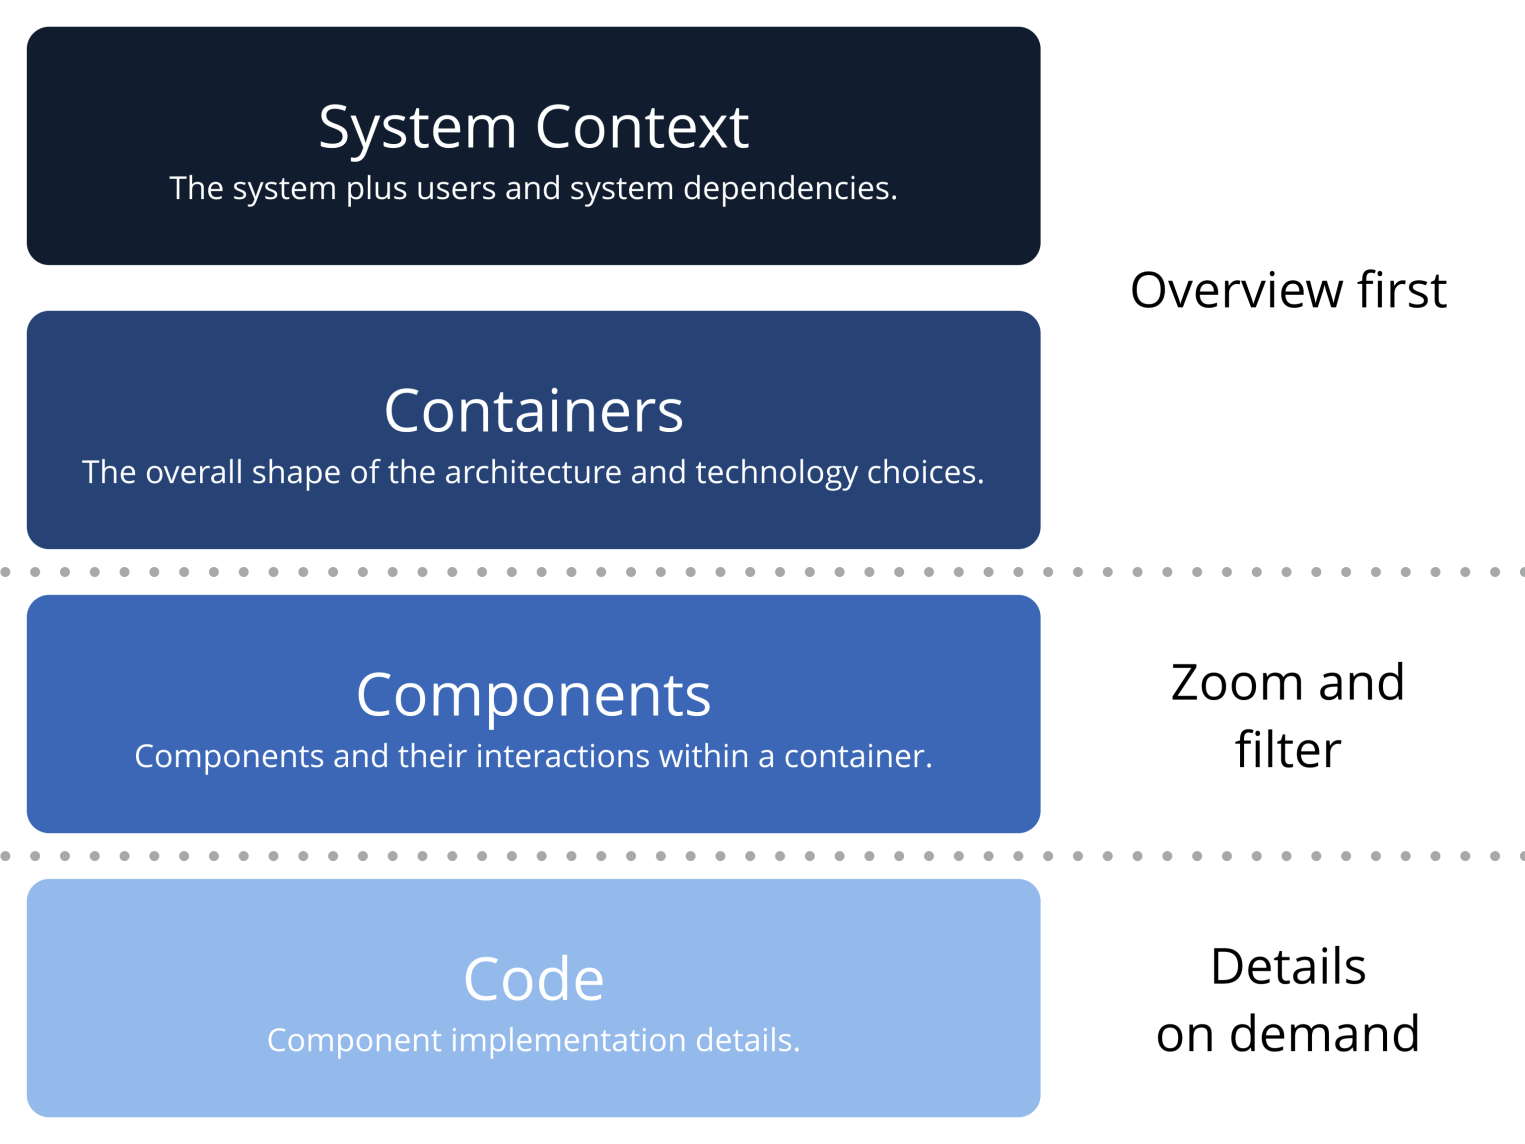 System Context
The system plus users and system dependencies.
Overview first
Containers
The overall shape of the architecture and technology choices.
Components
Components and their interactions within a container.
Zoom and
filter
Code
Component implementation details.
Details
on demand